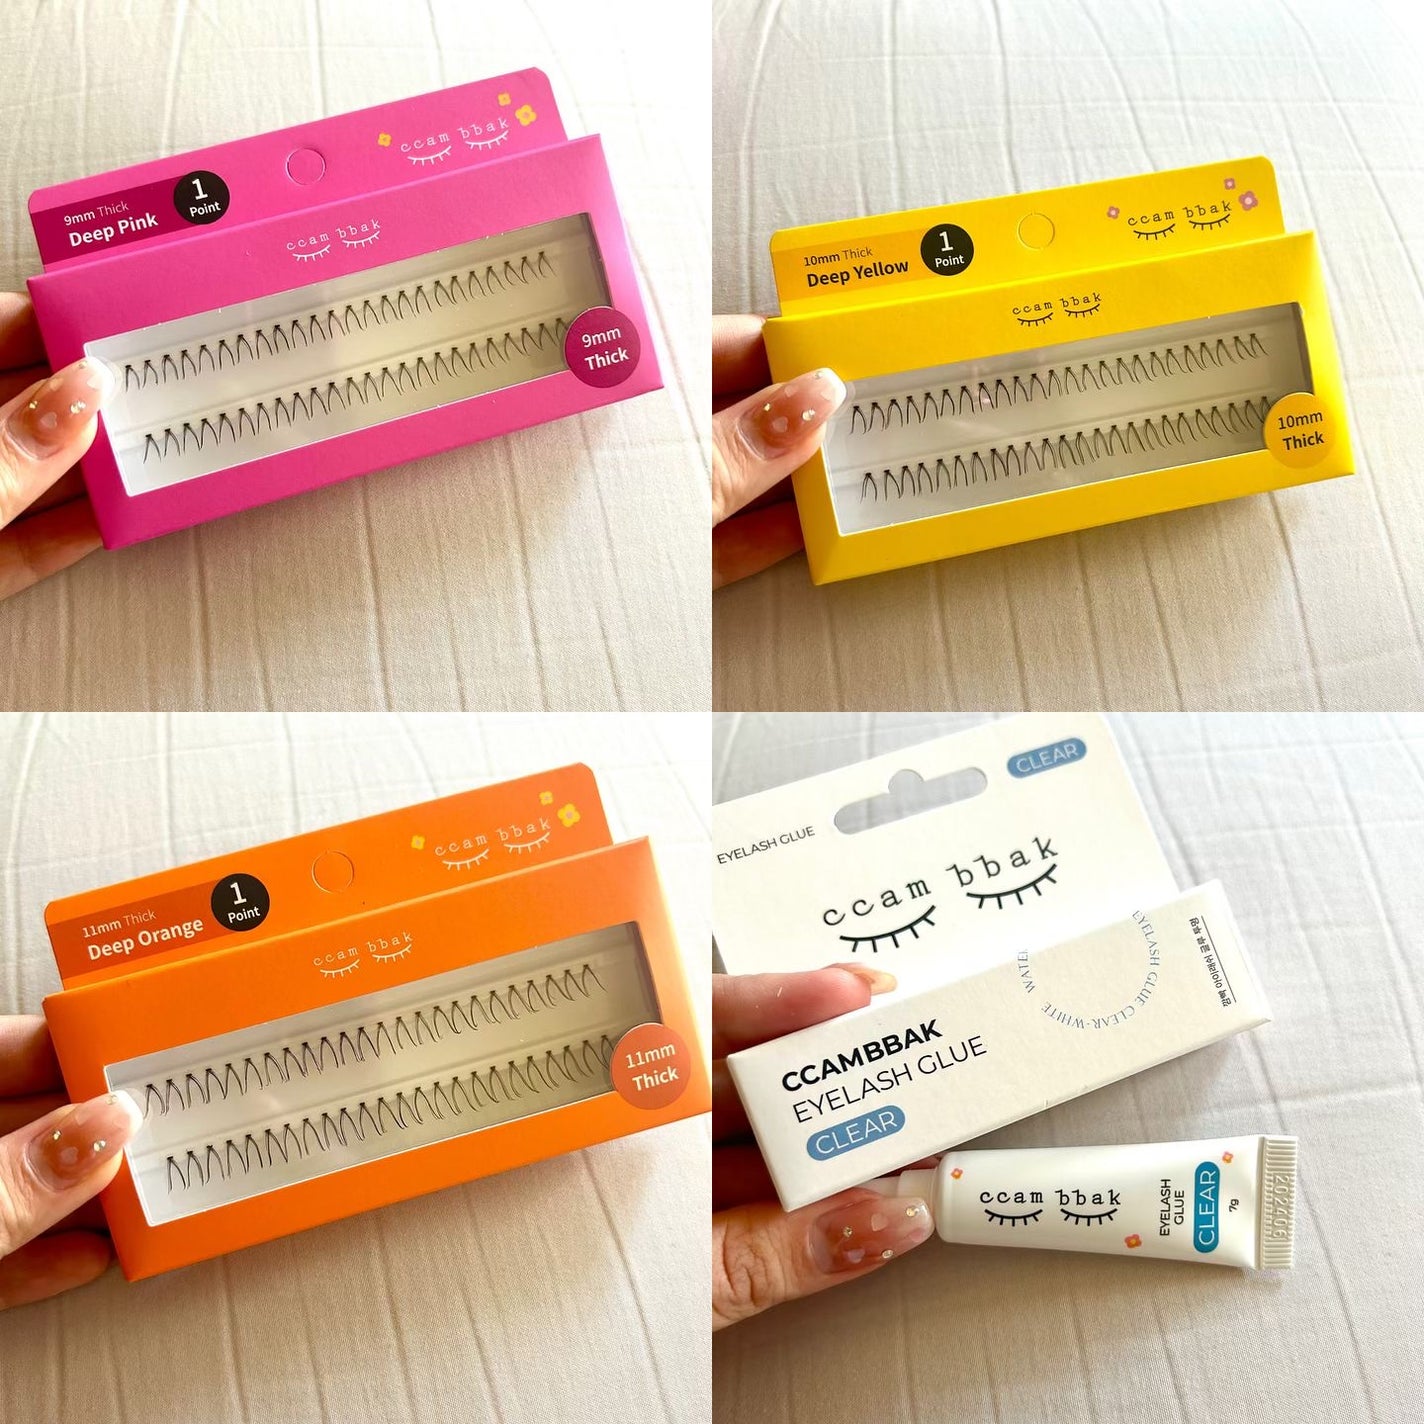 ccam bbak
1
Point
9mm Thick
Deep Pink
ccam bbak
9mm
Thick
ccam bbak
1
Point
10mm Thick
Deep Yellow
ccam bbak
10mm
Thick
ccam bbak
1
Point
11mm Thick
Deep Orange
ccam bbak
11mm
Thick
CLEAR
EYELASH GLUE
ccam bbak
EYELASH GLUE CLEAR·WHITE
CCAMBBAK
EYELASH GLUE
CLEAR
ccam bbak
EYELASH
GLUE
CLEAR
7g